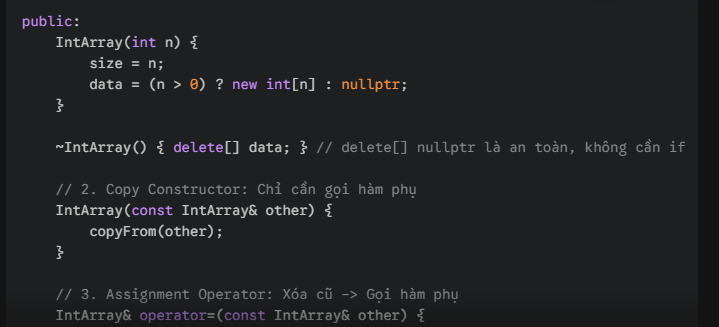 public:
    IntArray(int n) {
        size = n;
        data = (n > 0) ? new int[n] : nullptr;
    }
    ~IntArray() { delete[] data; } // delete[] nullptr là an toàn, không cần if
    // 2. Copy Constructor: Chỉ cần gọi hàm phụ
    IntArray(const IntArray& other) {
        copyFrom(other);
    }
    // 3. Assignment Operator: Xóa cũ -> Gọi hàm phụ
    IntArray& operator=(const IntArray& other) {